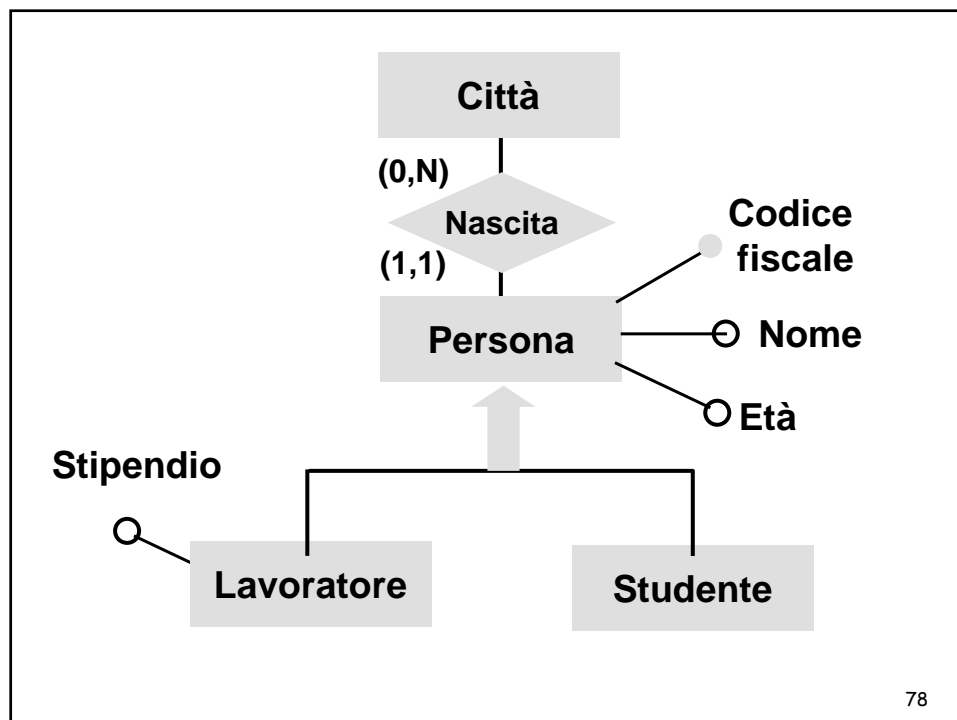 Città
(0,N)
Nascita
(1,1)
Codice
fiscale
Persona
Nome
Età
Stipendio
Lavoratore
Studente
78